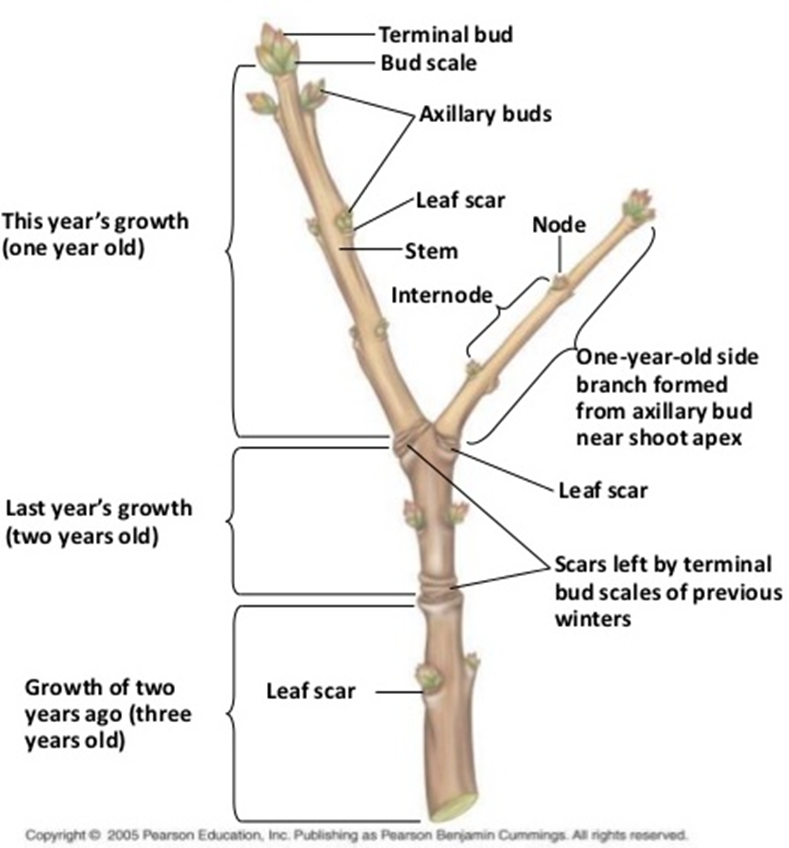 Terminal bud
Bud scale
Axillary buds
This year’s growth
(one year old)
Leaf scar
Node
Stem
Internode
One-year-old side
branch formed
from axillary bud
near shoot apex
Leaf scar
Last year’s growth
(two years old)
Scars left by terminal
bud scales of previous
winters
Growth of two
years ago (three
years old)
Leaf scar
Copyright © 2005 Pearson Education, Inc. Publishing as Pearson Benjamin Cummings. All rights reserved.